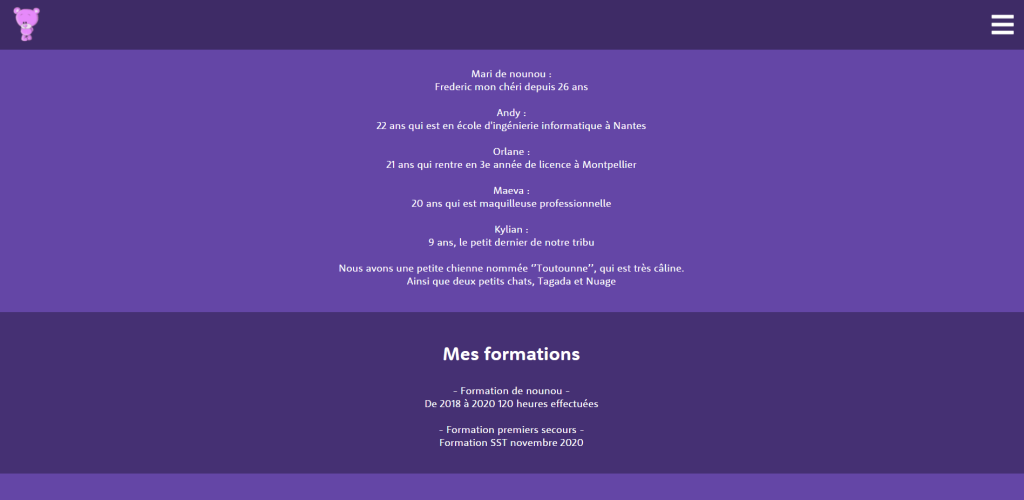 Mari de nounou :
Frederic mon chéri depuis 26 ans
Andy :
22 ans qui est en école d'ingénierie informatique à Nantes
Orlane :
21 ans qui rentre en 3e année de licence à Montpellier
Maeva :
20 ans qui est maquilleuse professionnelle
Kylian :
9 ans, le petit dernier de notre tribu
Nous avons une petite chienne nommée ’’Toutounne’’, qui est très câline.
Ainsi que deux petits chats, Tagada et Nuage
Mes formations
- Formation de nounou -
De 2018 à 2020 120 heures effectuées
- Formation premiers secours -
Formation SST novembre 2020